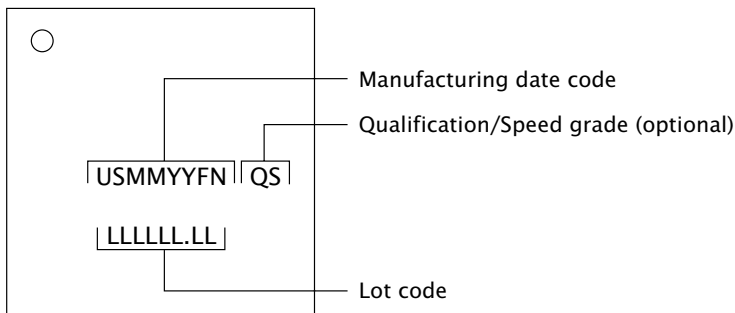 Manufacturing date code
Qualification/Speed grade (optional)
USMMYYFN QS
LLLLLL.LL
Lot code